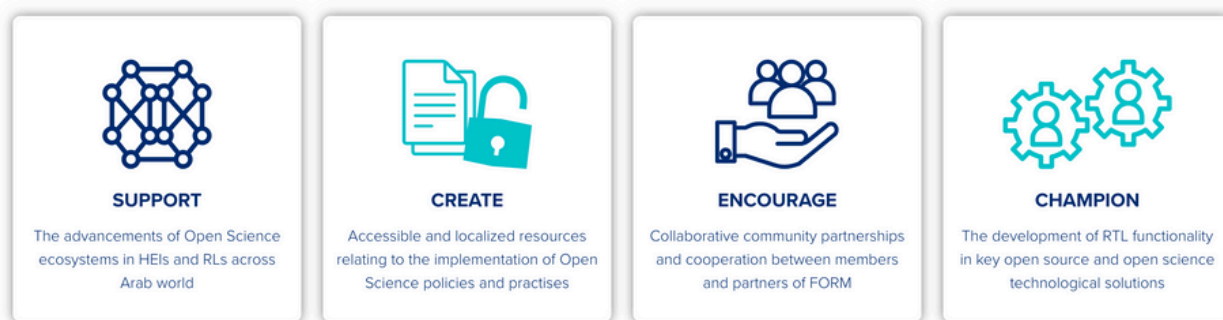 SUPPORT
The advancements of Open Science
ecosystems in HEIs and RLs across
Arab world
CREATE
Accessible and localized resources
relating to the implementation of Open
Science policies and practises
ENCOURAGE
Collaborative community partnerships
and cooperation between members
and partners of FORM
CHAMPION
The development of RTL functionality
in key open source and open science
technological solutions